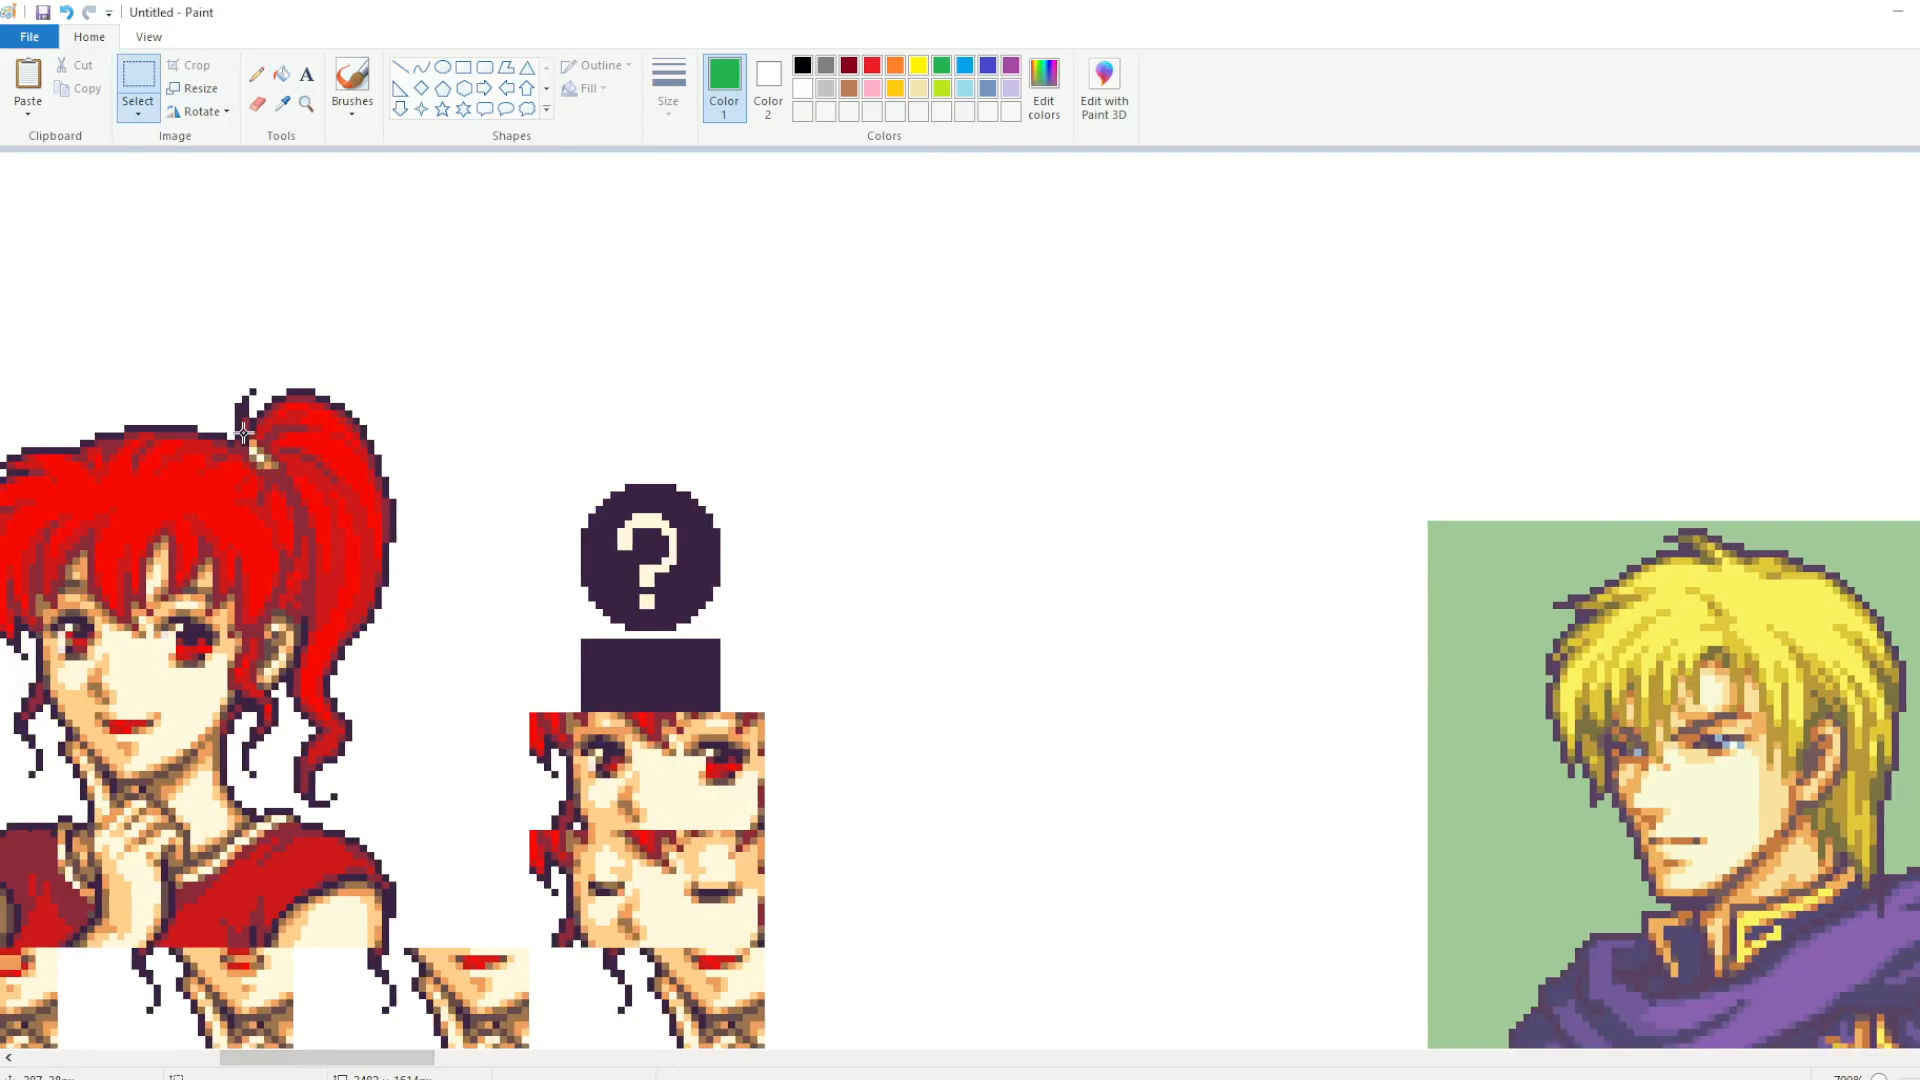 Untitled - Paint
File Home View
Paste
Cut
Copy
Clipboard
Select
Crop
Resize
Rotate
Image
A
Tools
Brushes
Shapes
Outline
Fill
Size
Color 1
Color 2
Edit colors
Colors
Edit with Paint 3D
?